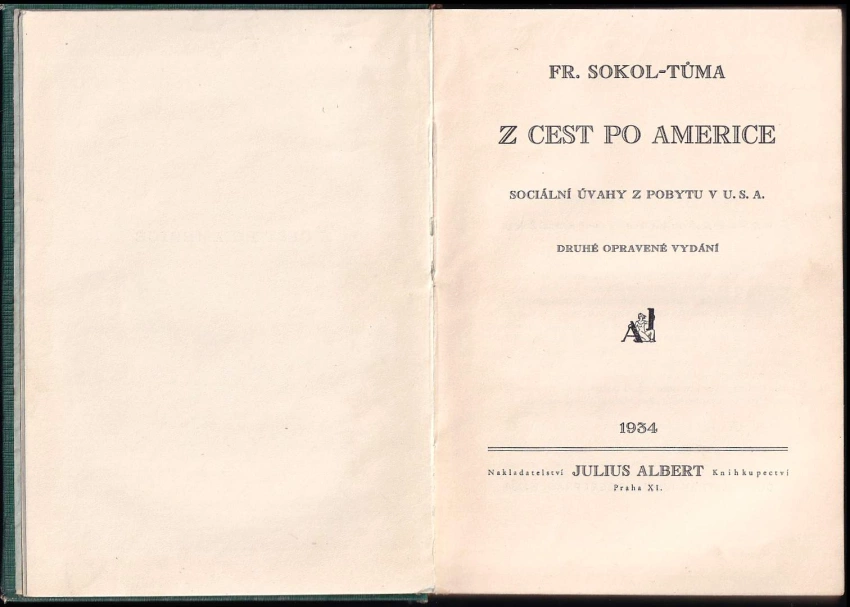 FR. SOKOL-TŮMA
Z CEST PO AMERICE
SOCIÁLNÍ ÚVAHY Z POBYTU V U. S. A.
DRUHÉ OPRAVENÉ VYDÁNÍ
AJ
1934
Nakladatelství JULIUS ALBERT Knihkupectví
Praha XI.